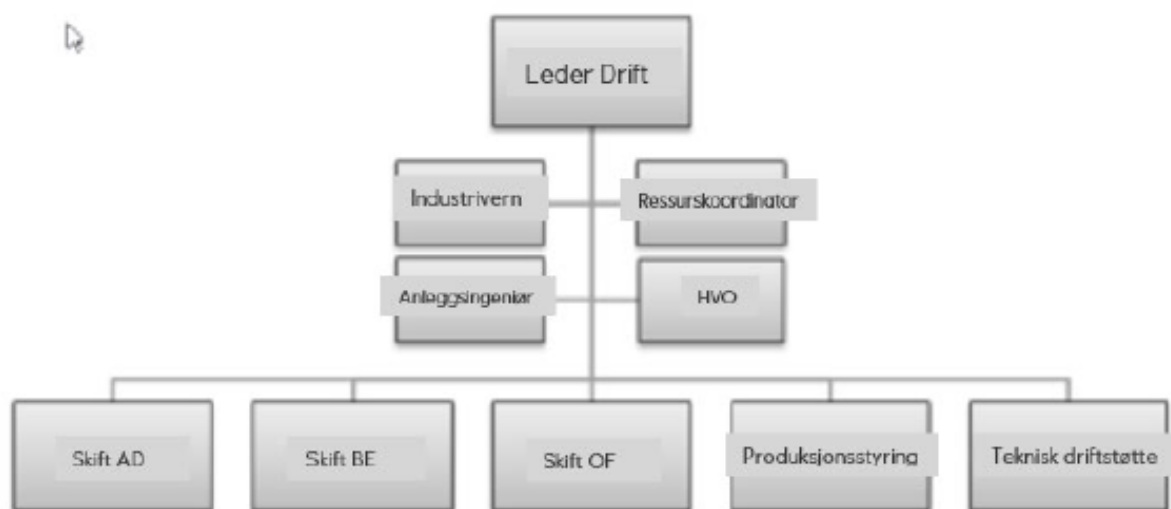 Leder Drift
Industrivern
Ressurskoordinator
Anleggsingeniør
HVO
Skift AD
Skift BE
Skift OF
Produksjonsstyring
Teknisk driftstøtte